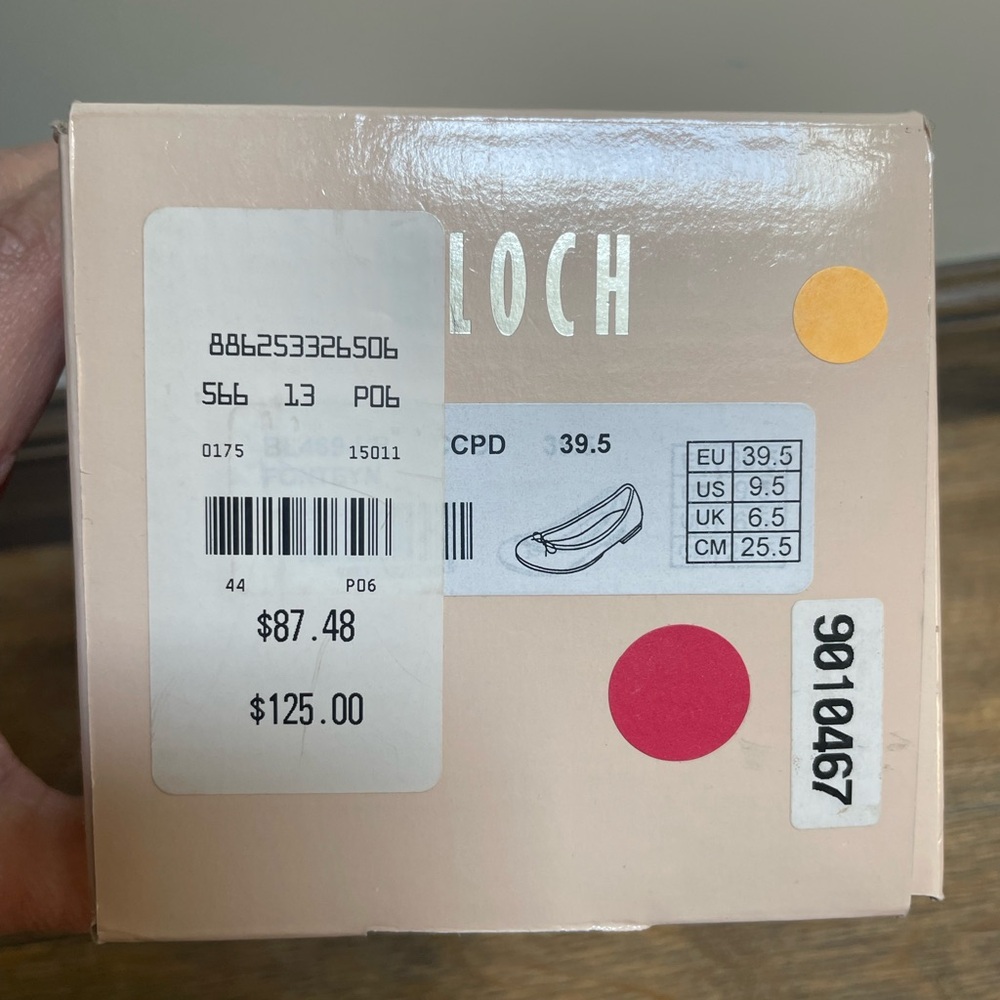 LOCH
886253326506
566 13 P06
0175 15011
44 P06
$87.48
$125.00
CPD 39.5
EU 39.5
US 9.5
UK 6.5
CM 25.5
9010467